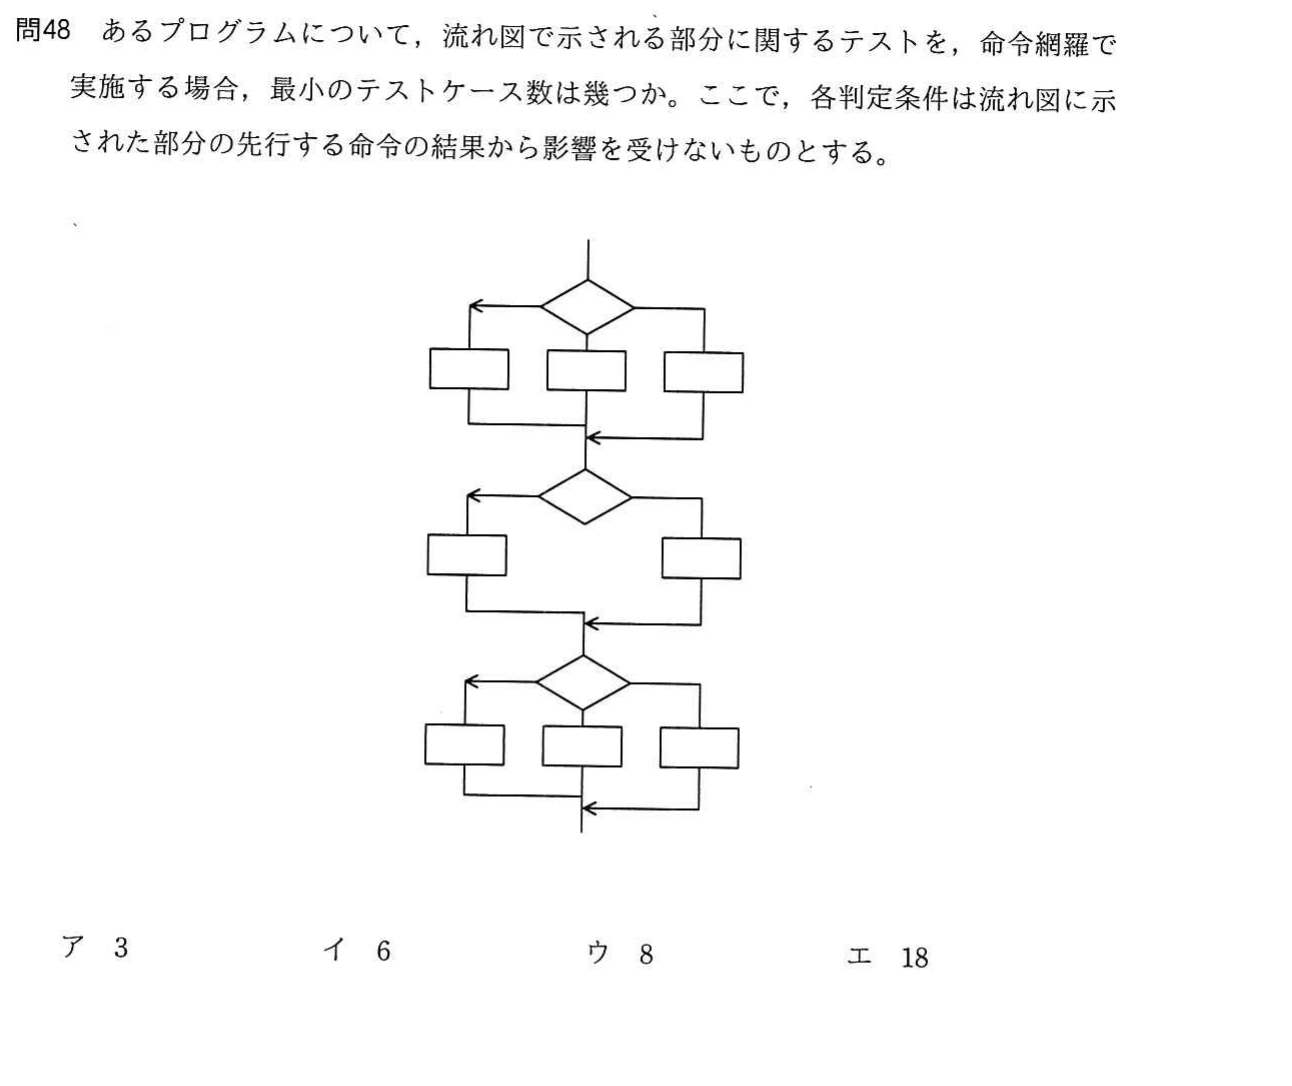 問48 あるプログラムについて，流れ図で示される部分に関するテストを，命令網羅で
実施する場合，最小のテストケース数は幾つか。ここで，各判定条件は流れ図に示
された部分の先行する命令の結果から影響を受けないものとする。
ア 3 イ 6 ウ 8 エ 18